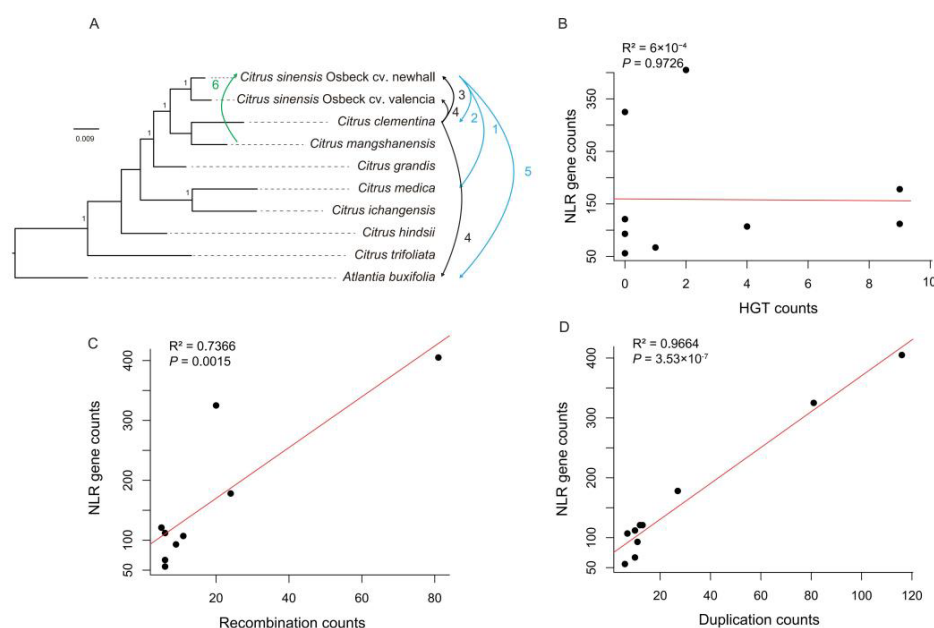 A
Citrus sinensis Osbeck cv. newhall
Citrus sinensis Osbeck cv. valencia
Citrus clementina
Citrus mangshanensis
Citrus grandis
Citrus medica
Citrus ichangensis
Citrus hindsii
Citrus trifoliata
Atlantia buxifolia
1
1
1
1
1
0.009
6
3
4
2
1
5
4
B
R² = 6×10⁻⁴
P = 0.9726
NLR gene counts
50
150
250
350
0
2
4
6
8
10
HGT counts
C
R² = 0.7366
P = 0.0015
NLR gene counts
50
100
200
300
400
20
40
60
80
Recombination counts
D
R² = 0.9664
P = 3.53×10⁻⁷
NLR gene counts
50
100
200
300
400
20
40
60
80
100
120
Duplication counts